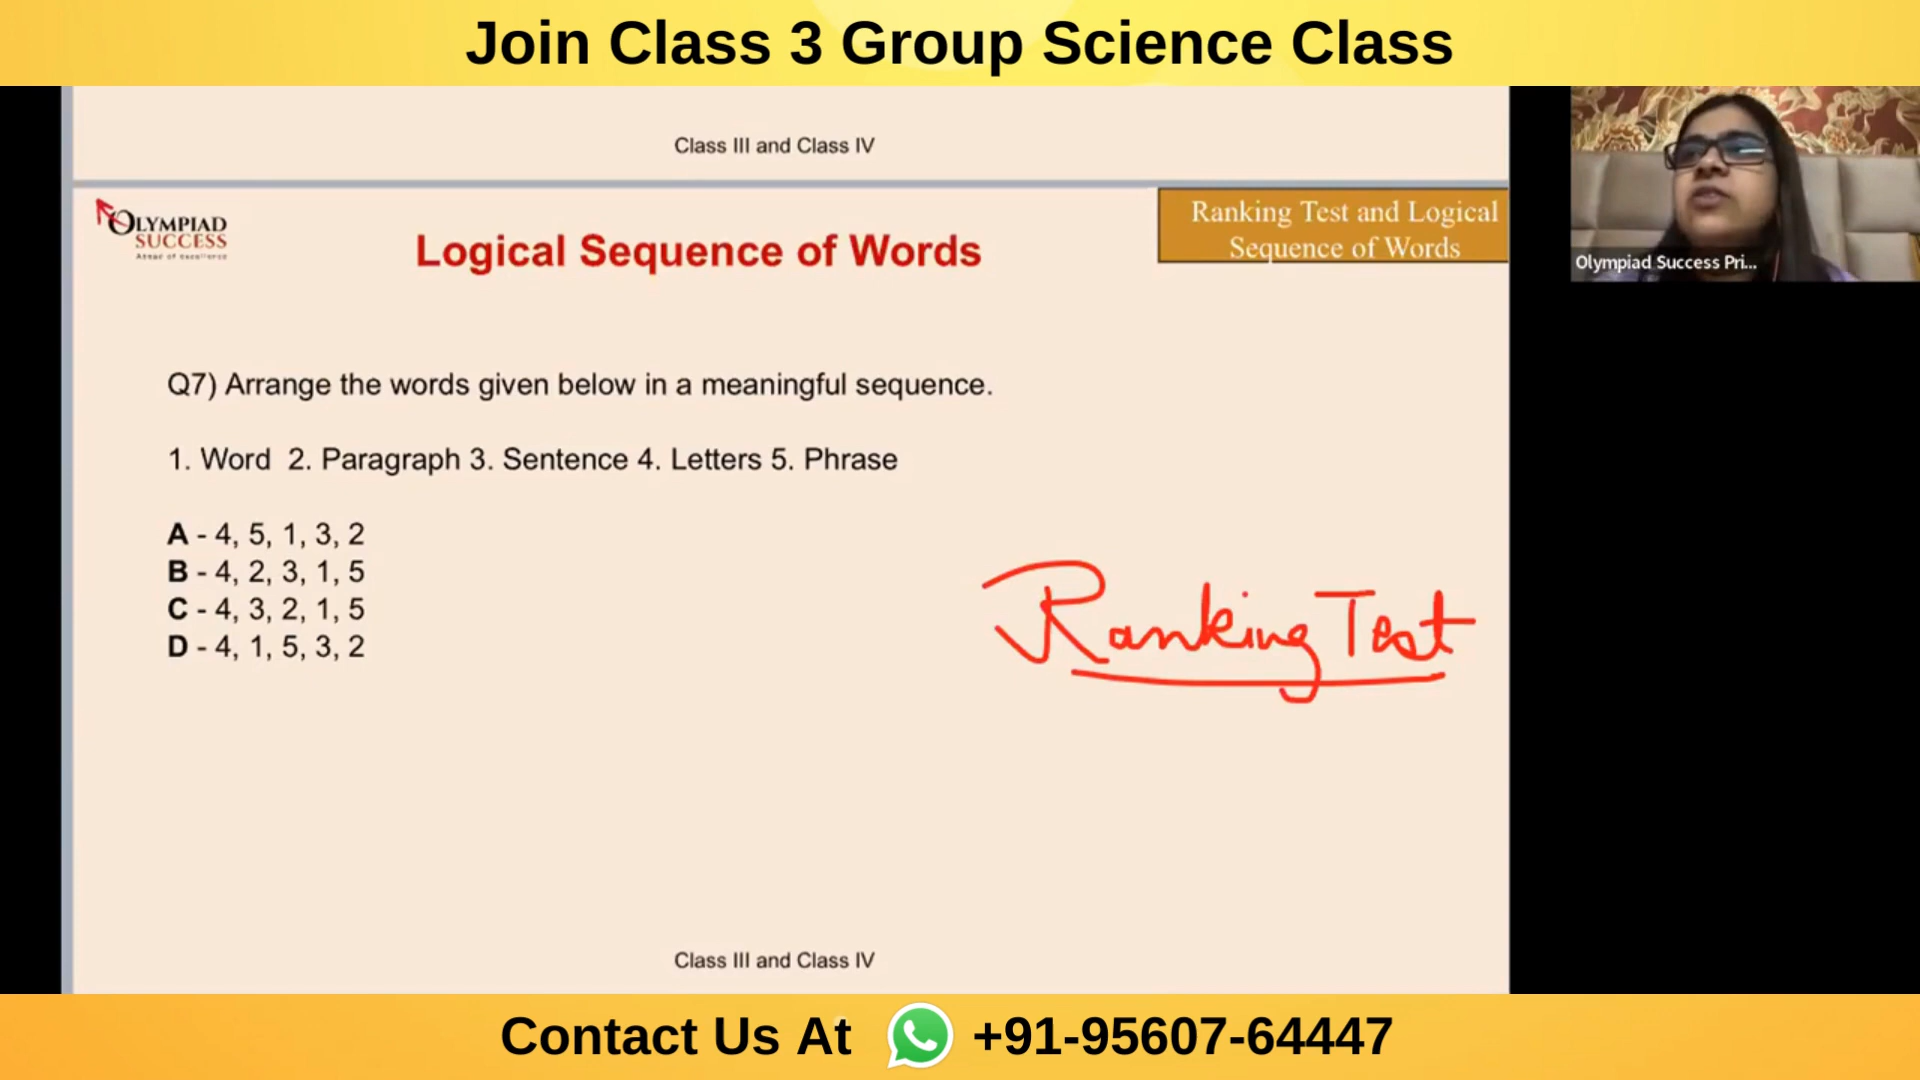 Join Class 3 Group Science Class
Class III and Class IV
OLYMPIAD
SUCCESS
Ahead of excellence
Logical Sequence of Words
Ranking Test and Logical
Sequence of Words
Olympiad Success Pri...
Q7) Arrange the words given below in a meaningful sequence.
1. Word 2. Paragraph 3. Sentence 4. Letters 5. Phrase
A - 4, 5, 1, 3, 2
B - 4, 2, 3, 1, 5
C - 4, 3, 2, 1, 5
D - 4, 1, 5, 3, 2
Ranking Test
Class III and Class IV
Contact Us At +91-95607-64447